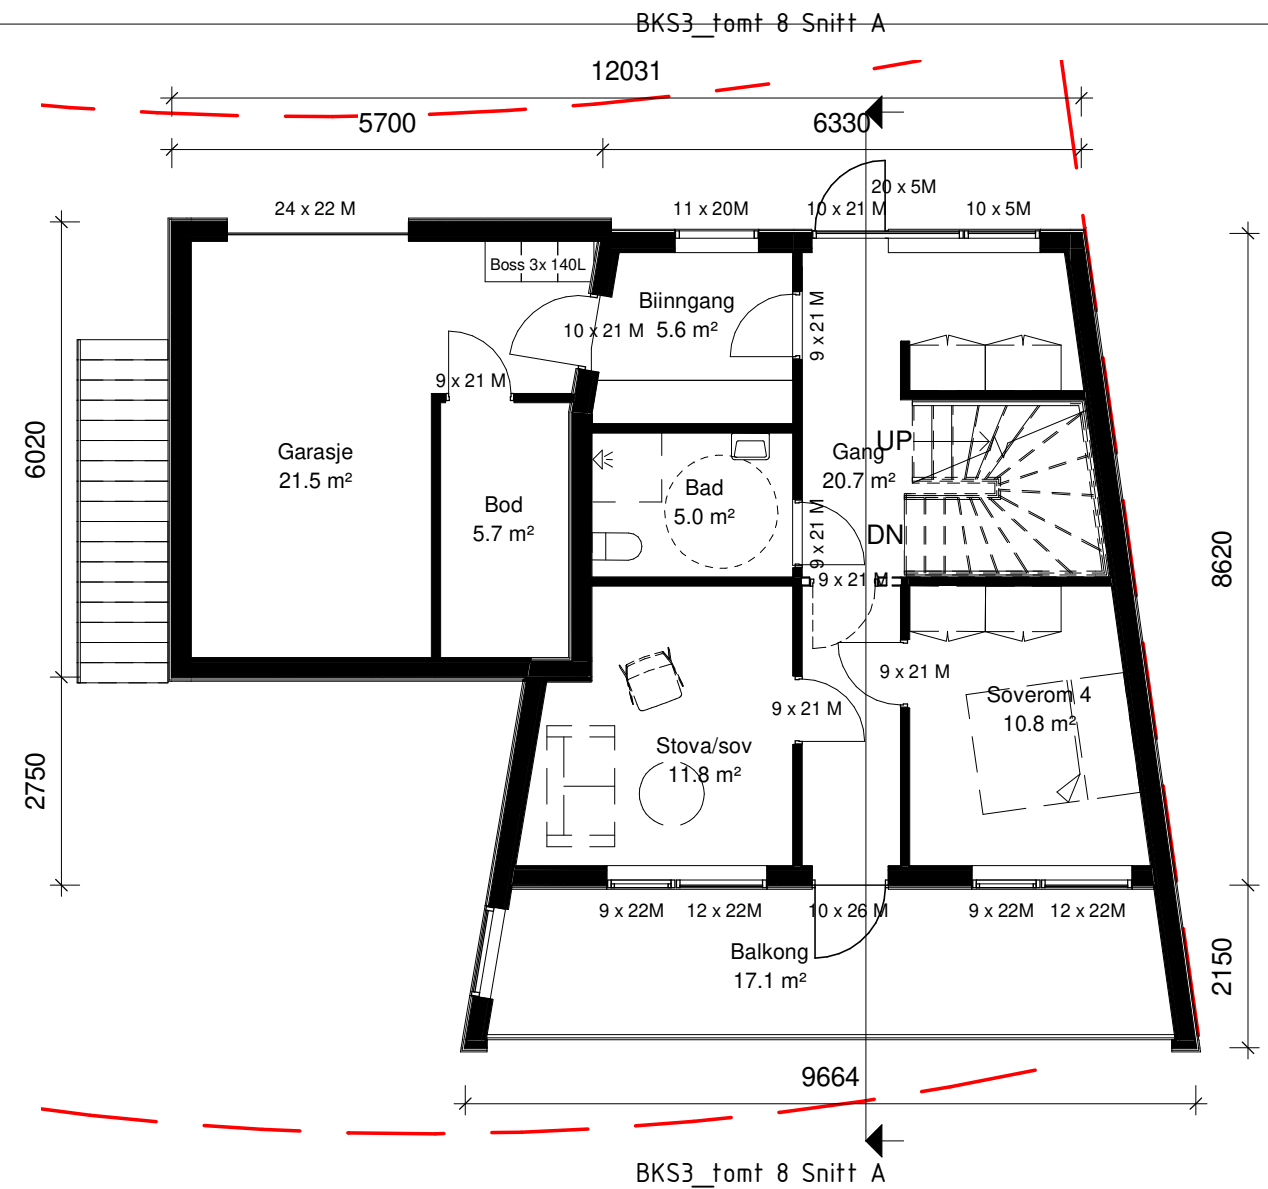 BKS3_tomt 8 Snitt A
12031
5700
6330
20 x 5M
24 x 22 M
11 x 20M
10 x 21 M
10 x 5M
Boss 3x 140L
Biinngang
5.6 m²
10 x 21 M
9 x 21 M
9 x 21 M
6020
Garasje
21.5 m²
UP
Gang
20.7 m²
Bod
5.7 m²
Bad
5.0 m²
9 x 21 M
DN
8620
9 x 21 M
9 x 21 M
Soverom 4
10.8 m²
9 x 21 M
Stova/sov
11.8 m²
2750
9 x 22M
12 x 22M
10 x 26 M
9 x 22M
12 x 22M
Balkong
17.1 m²
2150
9664
BKS3_tomt 8 Snitt A